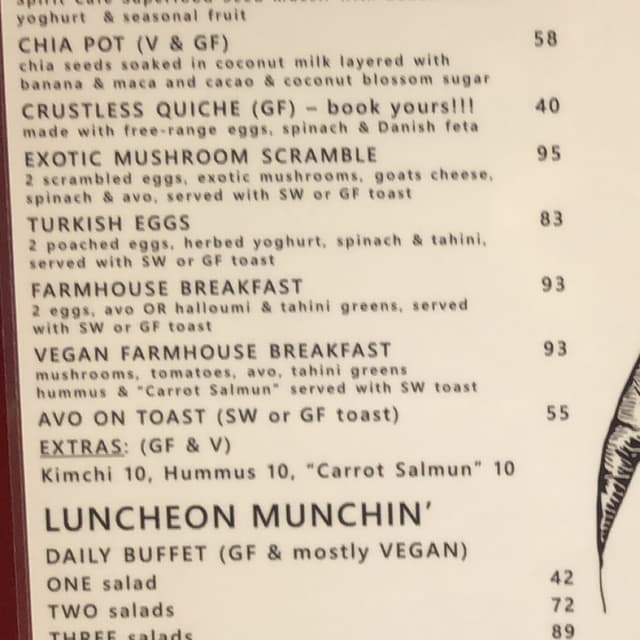 yoghurt & seasonal fruit
CHIA POT (V & GF) 58
chia seeds soaked in coconut milk layered with
banana & maca and cacao & coconut blossom sugar
CRUSTLESS QUICHE (GF) – book yours!!! 40
made with free-range eggs, spinach & Danish feta
EXOTIC MUSHROOM SCRAMBLE 95
2 scrambled eggs, exotic mushrooms, goats cheese,
spinach & avo, served with SW or GF toast
TURKISH EGGS 83
2 poached eggs, herbed yoghurt, spinach & tahini,
served with SW or GF toast
FARMHOUSE BREAKFAST 93
2 eggs, avo OR halloumi & tahini greens, served
with SW or GF toast
VEGAN FARMHOUSE BREAKFAST 93
mushrooms, tomatoes, avo, tahini greens
hummus & "Carrot Salmun" served with SW toast
AVO ON TOAST (SW or GF toast) 55
EXTRAS: (GF & V)
Kimchi 10, Hummus 10, "Carrot Salmun" 10
LUNCHEON MUNCHIN'
DAILY BUFFET (GF & mostly VEGAN)
ONE salad 42
TWO salads 72
THREE salads 89